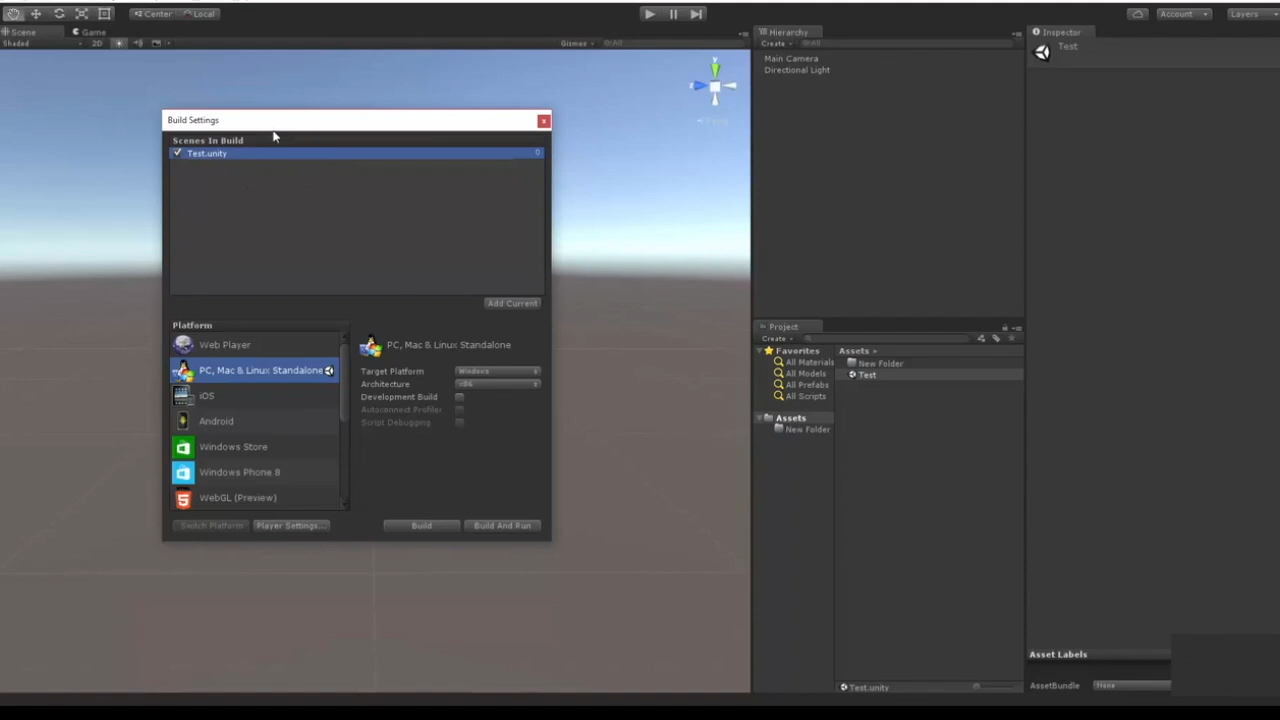 Center Local
Account Layers
Scene Game
Shaded 2D Gizmos All
Hierarchy
Create All
Main Camera
Directional Light
Inspector
Test
Build Settings
Scenes In Build
Test.unity 0
Add Current
Platform
Web Player
PC, Mac & Linux Standalone
iOS
Android
Windows Store
Windows Phone 8
WebGL (Preview)
PC, Mac & Linux Standalone
Target Platform Windows
Architecture x86
Development Build
Autoconnect Profiler
Script Debugging
Switch Platform Player Settings... Build Build And Run
Project
Create
Favorites
All Materials
All Models
All Prefabs
All Scripts
Assets
New Folder
Assets
New Folder
Test
Test.unity
Asset Labels
AssetBundle None